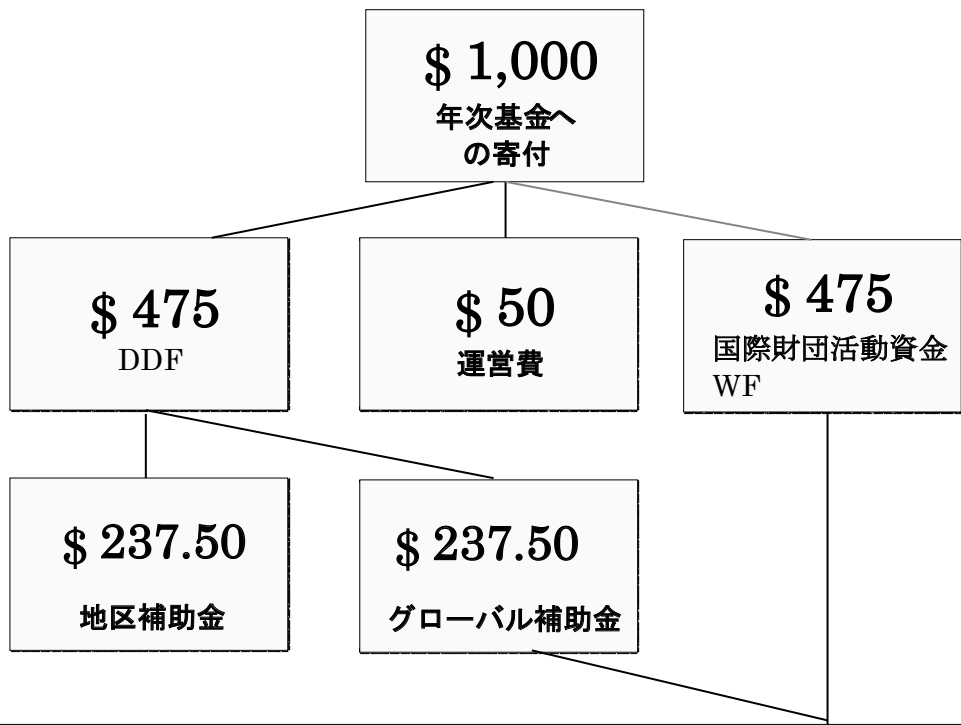 $ 1,000
年次基金へ
の寄付
$ 475
DDF
$ 50
運営費
$ 475
国際財団活動資金
WF
$ 237.50
地区補助金
$ 237.50
グローバル補助金